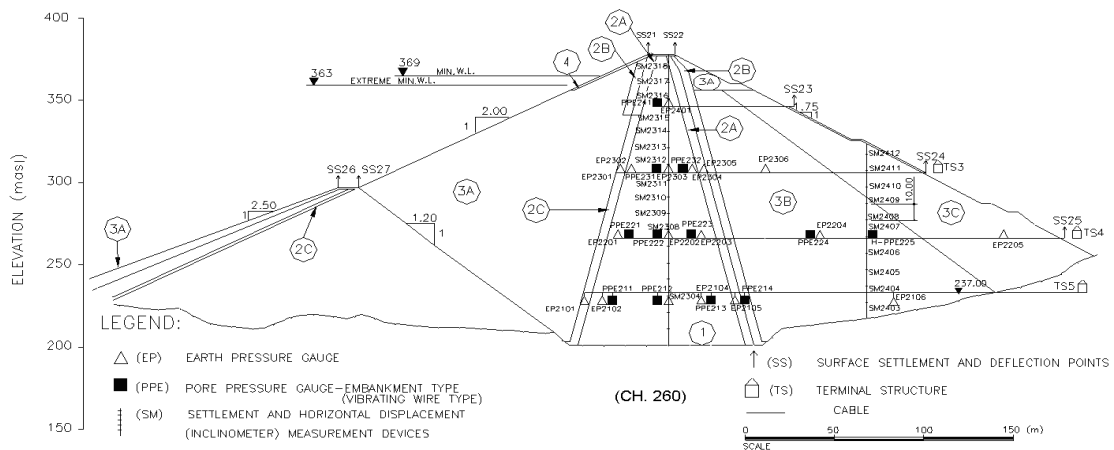 400
350
300
250
200
150
ELEVATION (masl)
363
369
MIN.W.L.
EXTREME MIN.W.L.
2.00
1
2.50
1
1.20
1
1.75
1
SS26
SS27
SS21
SS22
SS23
SS24
SS25
TS3
TS4
TS5
2A
2B
4
2B
3A
2A
3A
2C
3B
3C
3A
2C
1
SM2318
SM2317
SM2316
PPE241
EP2401
SM2315
SM2314
SM2313
EP2302
SM2312
PPE232
EP2305
EP2306
EP2301
PPE231
EP2303
EP2304
SM2311
SM2310
SM2309
PPE221
SM2308
PPE223
EP2204
EP2201
PPE222
EP2202
EP2203
PPE224
H-PPE225
EP2205
PPE211
PPE212
EP2104
PPE214
SM2304
EP2101
EP2102
PPE213
EP2105
EP2106
SM2412
SM2411
SM2410
SM2409
SM2408
SM2407
SM2406
SM2405
SM2404
SM2403
10.00
237.00
LEGEND:
(EP) EARTH PRESSURE GAUGE
(PPE) PORE PRESSURE GAUGE-EMBANKMENT TYPE
(VIBRATING WIRE TYPE)
(SM) SETTLEMENT AND HORIZONTAL DISPLACEMENT
(INCLINOMETER) MEASUREMENT DEVICES
(CH. 260)
(SS) SURFACE SETTLEMENT AND DEFLECTION POINTS
(TS) TERMINAL STRUCTURE
CABLE
0 50 100 150 (m)
SCALE